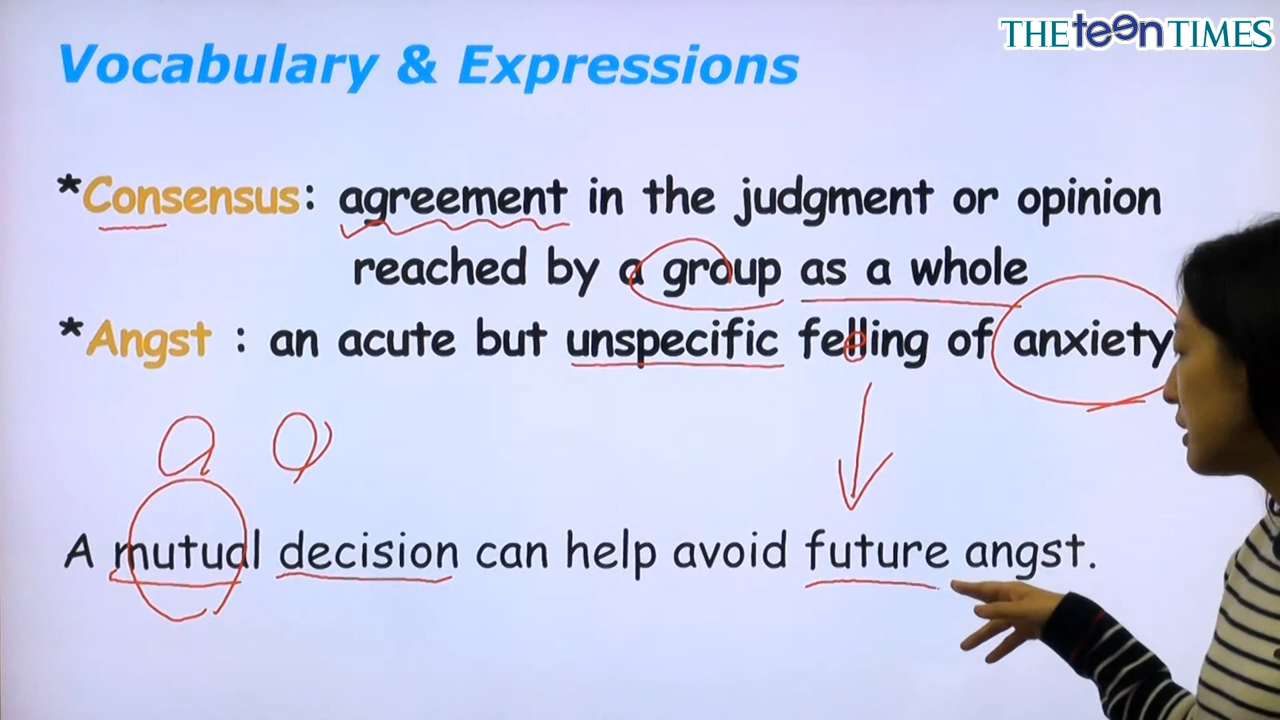 THE teen TIMES
Vocabulary & Expressions
*Consensus: agreement in the judgment or opinion
reached by a group as a whole
*Angst : an acute but unspecific felling of anxiety
A mutual decision can help avoid future angst.